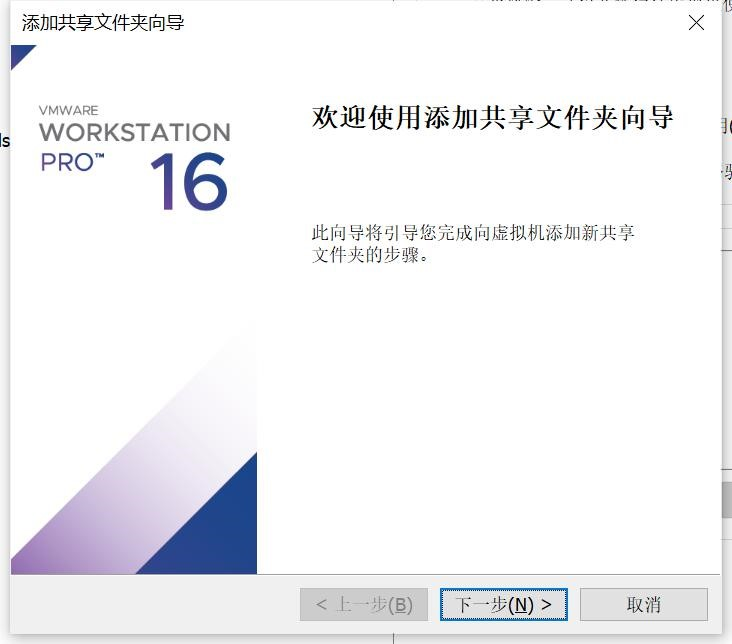 添加共享文件夹向导
VMWARE
WORKSTATION
PRO™ 16
欢迎使用添加共享文件夹向导
此向导将引导您完成向虚拟机添加新共享
文件夹的步骤。
< 上一步(B)
下一步(N) >
取消